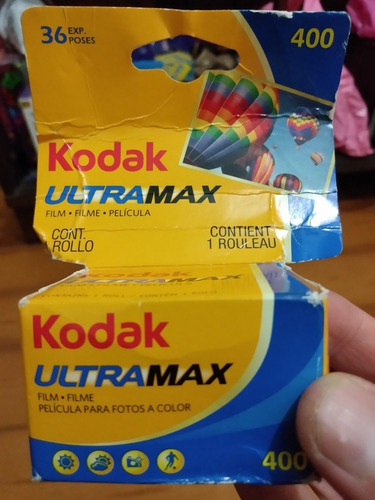 36 EXP.
POSES
400
Kodak
ULTRAMAX
FILM • FILME • PELÍCULA
CONT.
1 ROLLO
CONTIENT
1 ROULEAU
Kodak
ULTRAMAX
Kodak
ULTRAMAX
FILM • FILME
PELÍCULA PARA FOTOS A COLOR
400